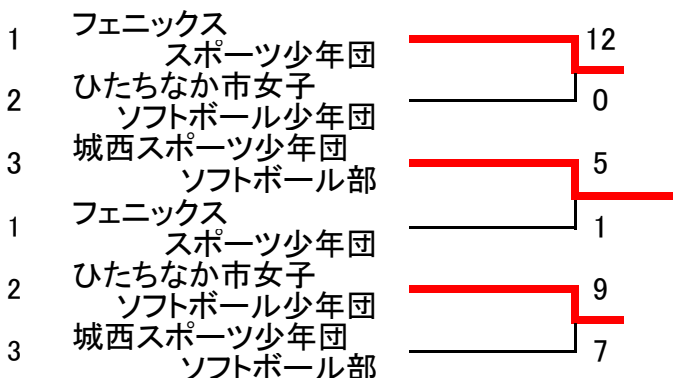 1 フェニックス 12
スポーツ少年団
2 ひたちなか市女子 0
ソフトボール少年団
3 城西スポーツ少年団 5
ソフトボール部
1 フェニックス 1
スポーツ少年団
2 ひたちなか市女子 9
ソフトボール少年団
3 城西スポーツ少年団 7
ソフトボール部